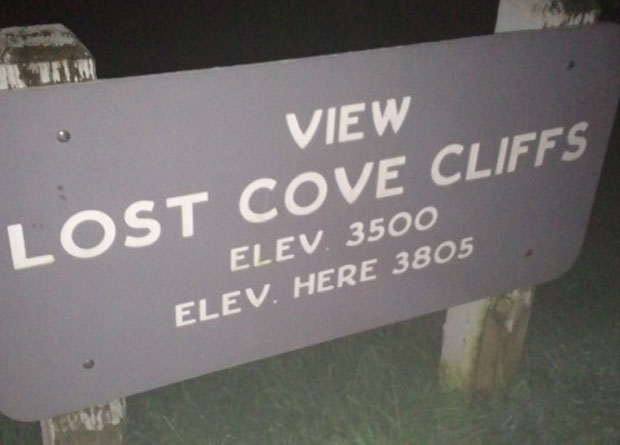 VIEW
LOST COVE CLIFFS
ELEV. 3500
ELEV. HERE 3805